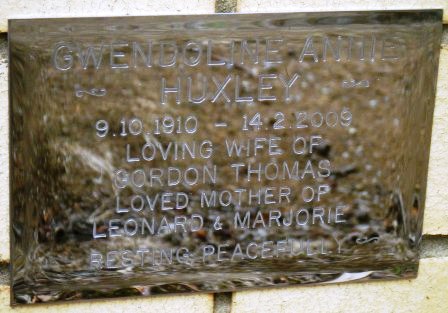 GWENDOLINE ANNIE
HUXLEY
9.10.1910 - 14.2.2009
LOVING WIFE OF
GORDON THOMAS
LOVED MOTHER OF
LEONARD & MARJORIE
RESTING PEACEFULLY